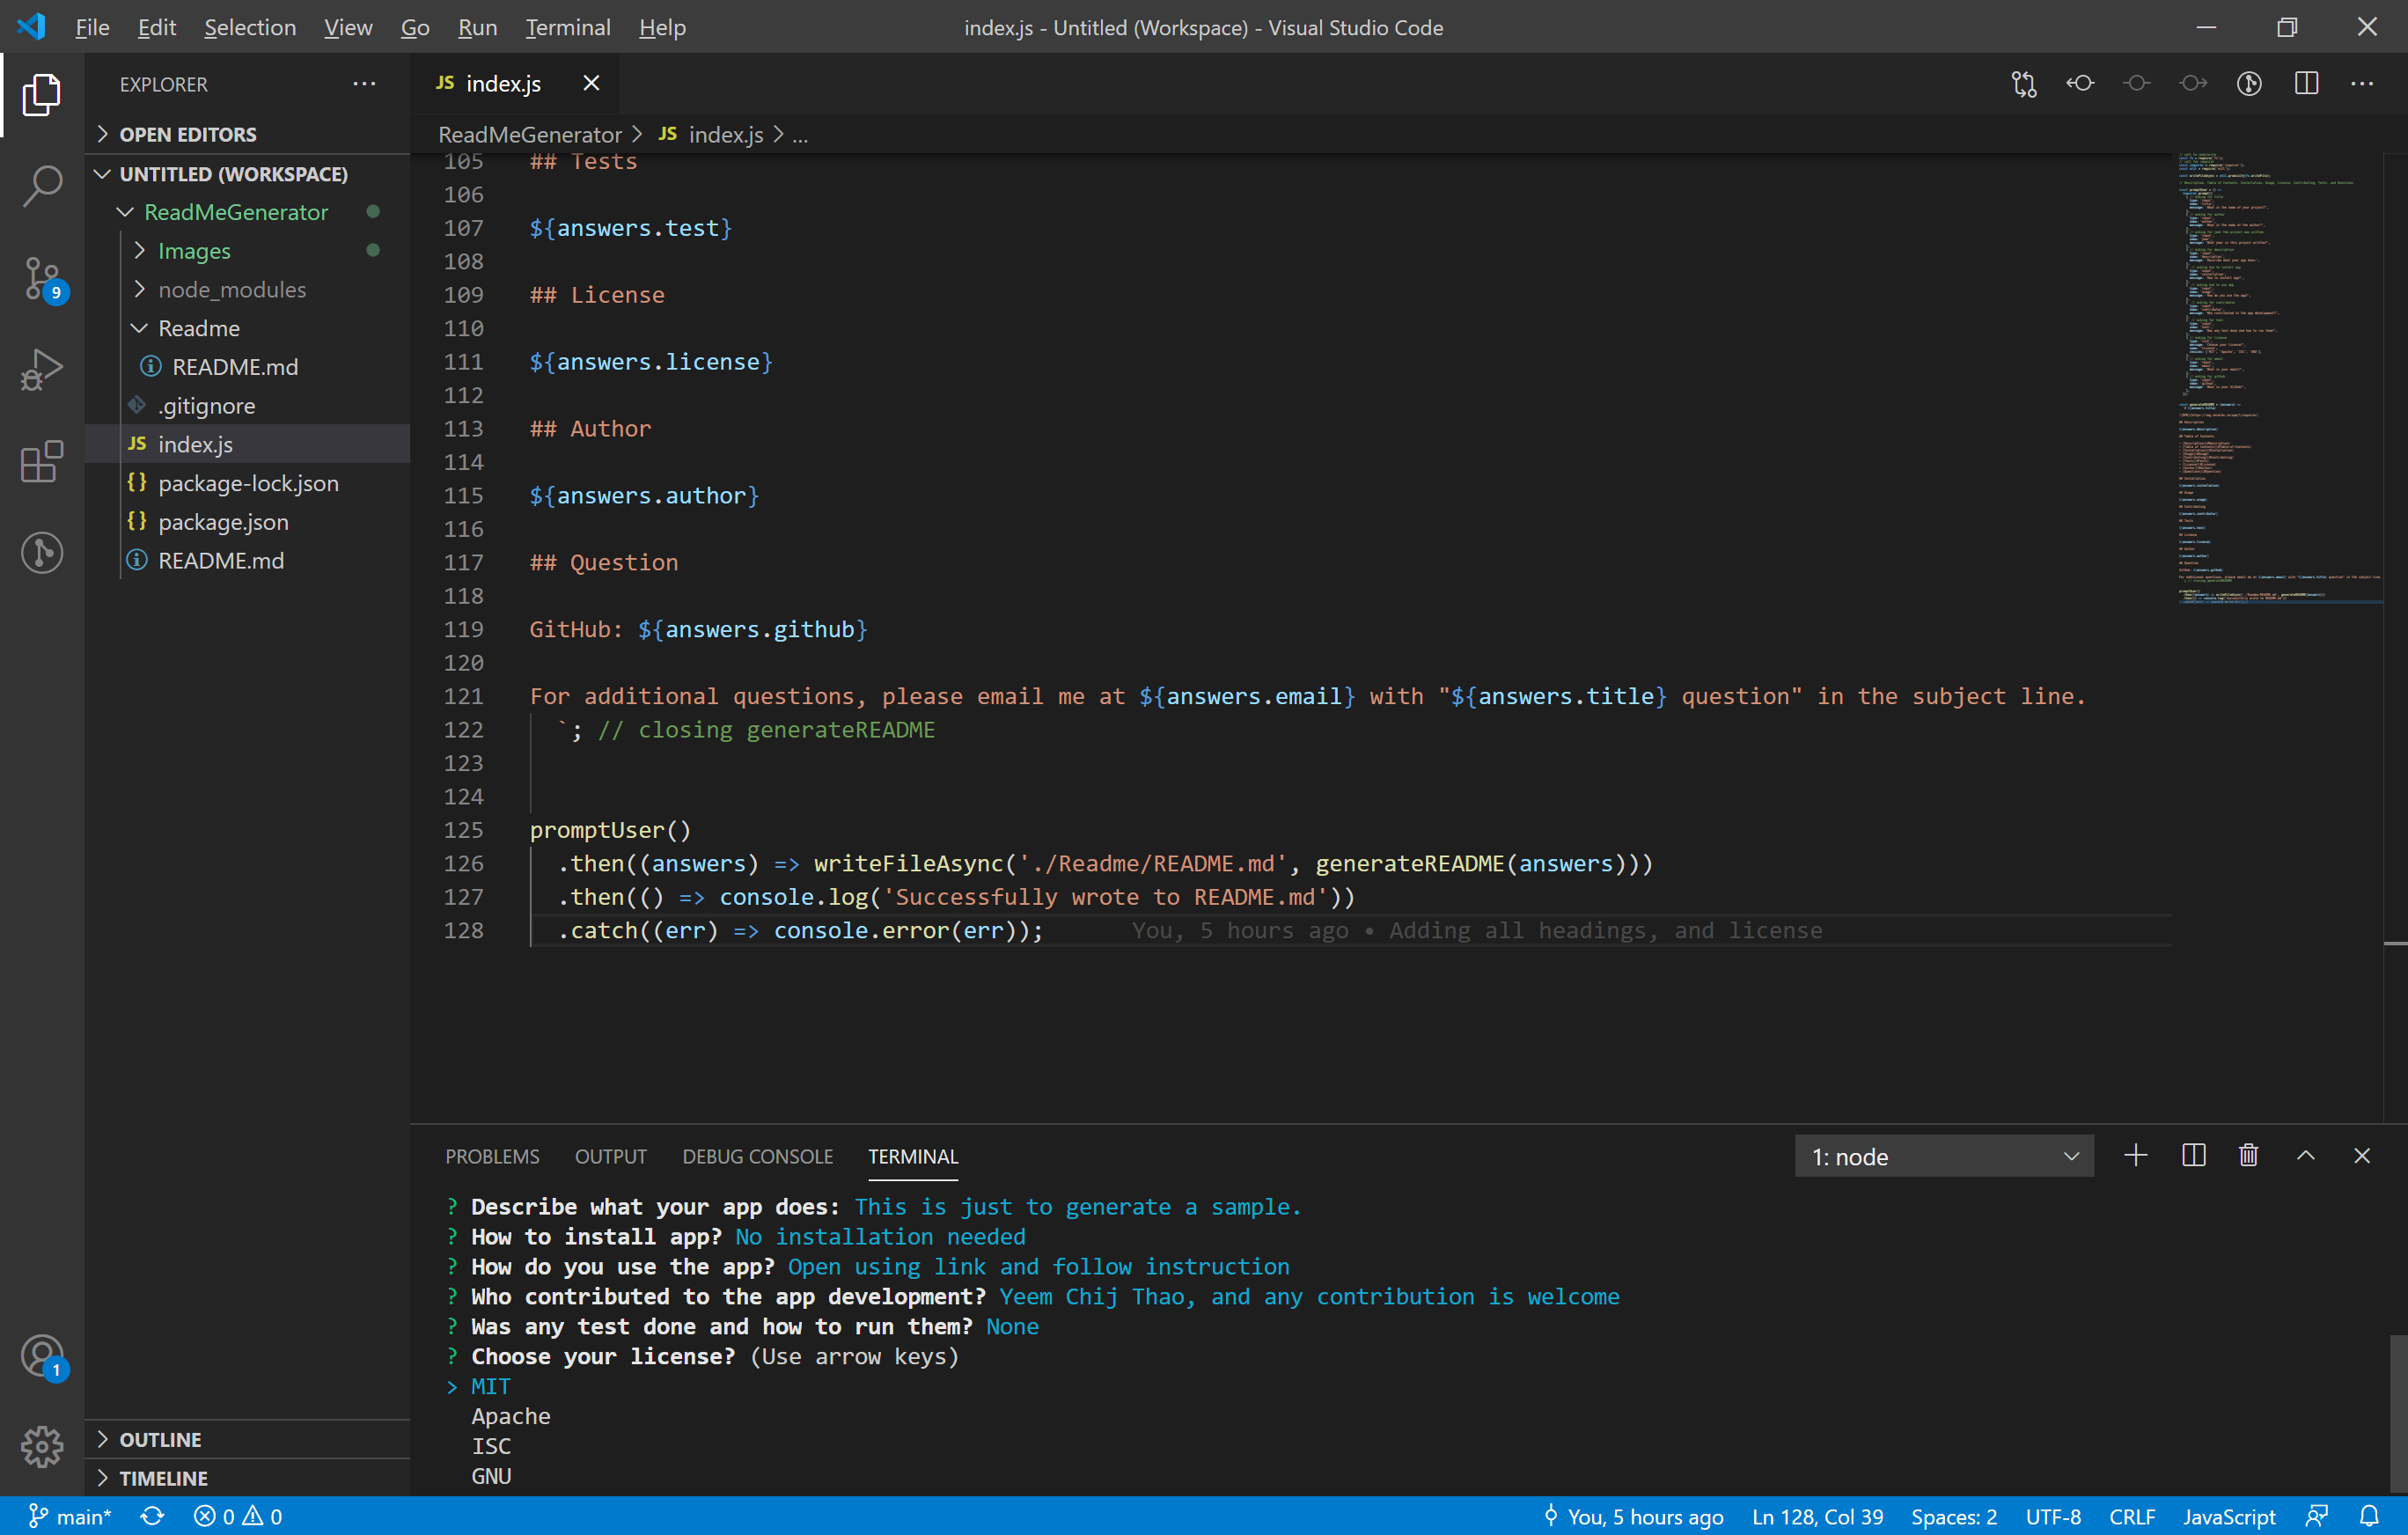 File Edit Selection View Go Run Terminal Help
index.js - Untitled (Workspace) - Visual Studio Code
EXPLORER
OPEN EDITORS
UNTITLED (WORKSPACE)
ReadMeGenerator
Images
node_modules
Readme
README.md
.gitignore
JS index.js
{} package-lock.json
{} package.json
README.md
9
1
OUTLINE
TIMELINE
JS index.js
ReadMeGenerator > JS index.js > ...
105 ## Tests
106
107 ${answers.test}
108
109 ## License
110
111 ${answers.license}
112
113 ## Author
114
115 ${answers.author}
116
117 ## Question
118
119 GitHub: ${answers.github}
120
121 For additional questions, please email me at ${answers.email} with "${answers.title} question" in the subject line.
122 `; // closing generateREADME
123
124
125 promptUser()
126 .then((answers) => writeFileAsync('./Readme/README.md', generateREADME(answers)))
127 .then(() => console.log('Successfully wrote to README.md'))
128 .catch((err) => console.error(err)); You, 5 hours ago • Adding all headings, and license
PROBLEMS OUTPUT DEBUG CONSOLE TERMINAL
1: node
? Describe what your app does: This is just to generate a sample.
? How to install app? No installation needed
? How do you use the app? Open using link and follow instruction
? Who contributed to the app development? Yeem Chij Thao, and any contribution is welcome
? Was any test done and how to run them? None
? Choose your license? (Use arrow keys)
> MIT
Apache
ISC
GNU
main* 0 0
You, 5 hours ago Ln 128, Col 39 Spaces: 2 UTF-8 CRLF JavaScript